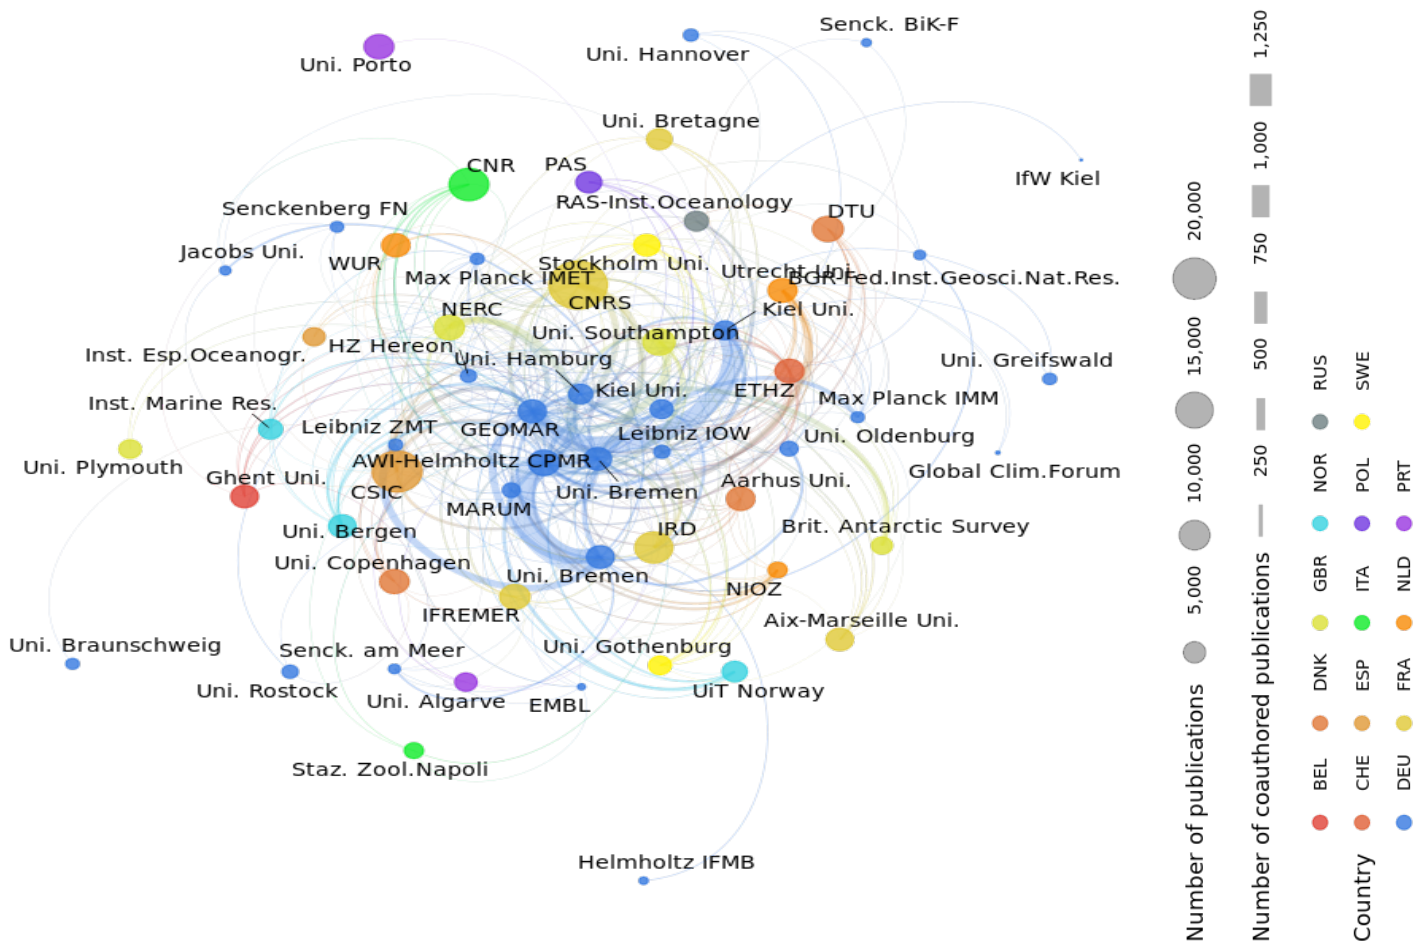 Senck. BiK-F
Uni. Hannover
Uni. Porto
Uni. Bretagne
CNR
PAS
IfW Kiel
RAS-Inst.Oceanology
Senckenberg FN
DTU
Jacobs Uni.
WUR
Stockholm Uni.
Utrecht Uni.
Max Planck IMET
BGR-Fed.Inst.Geosci.Nat.Res.
CNRS
NERC
Kiel Uni.
Uni. Southampton
HZ Hereon
Inst. Esp.Oceanogr.
Uni. Hamburg
Uni. Greifswald
Kiel Uni.
ETHZ
Max Planck IMM
Inst. Marine Res.
Leibniz ZMT
GEOMAR
Leibniz IOW
Uni. Oldenburg
AWI-Helmholtz CPMR
Uni. Plymouth
Global Clim.Forum
Ghent Uni.
Aarhus Uni.
CSIC
Uni. Bremen
MARUM
Uni. Bergen
IRD
Brit. Antarctic Survey
Uni. Copenhagen
Uni. Bremen
NIOZ
IFREMER
Aix-Marseille Uni.
Uni. Braunschweig
Senck. am Meer
Uni. Gothenburg
Uni. Rostock
Uni. Algarve
EMBL
UiT Norway
Staz. Zool.Napoli
Helmholtz IFMB
Number of publications
5,000
10,000
15,000
20,000
Number of coauthored publications
250
500
750
1,000
1,250
Country
BEL
DNK
GBR
NOR
RUS
CHE
ESP
ITA
POL
SWE
DEU
FRA
NLD
PRT